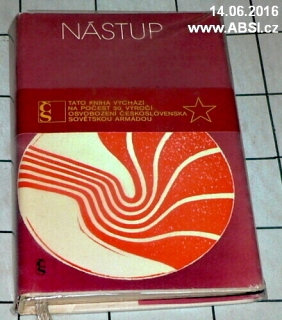 14.06.2016
www.ABSI.cz
NÁSTUP
ČS
TATO KNIHA VYCHÁZÍ
NA POČEST 30. VÝROČÍ
OSVOBOZENÍ ČESKOSLOVENSKA
SOVĚTSKOU ARMÁDOU
ČS